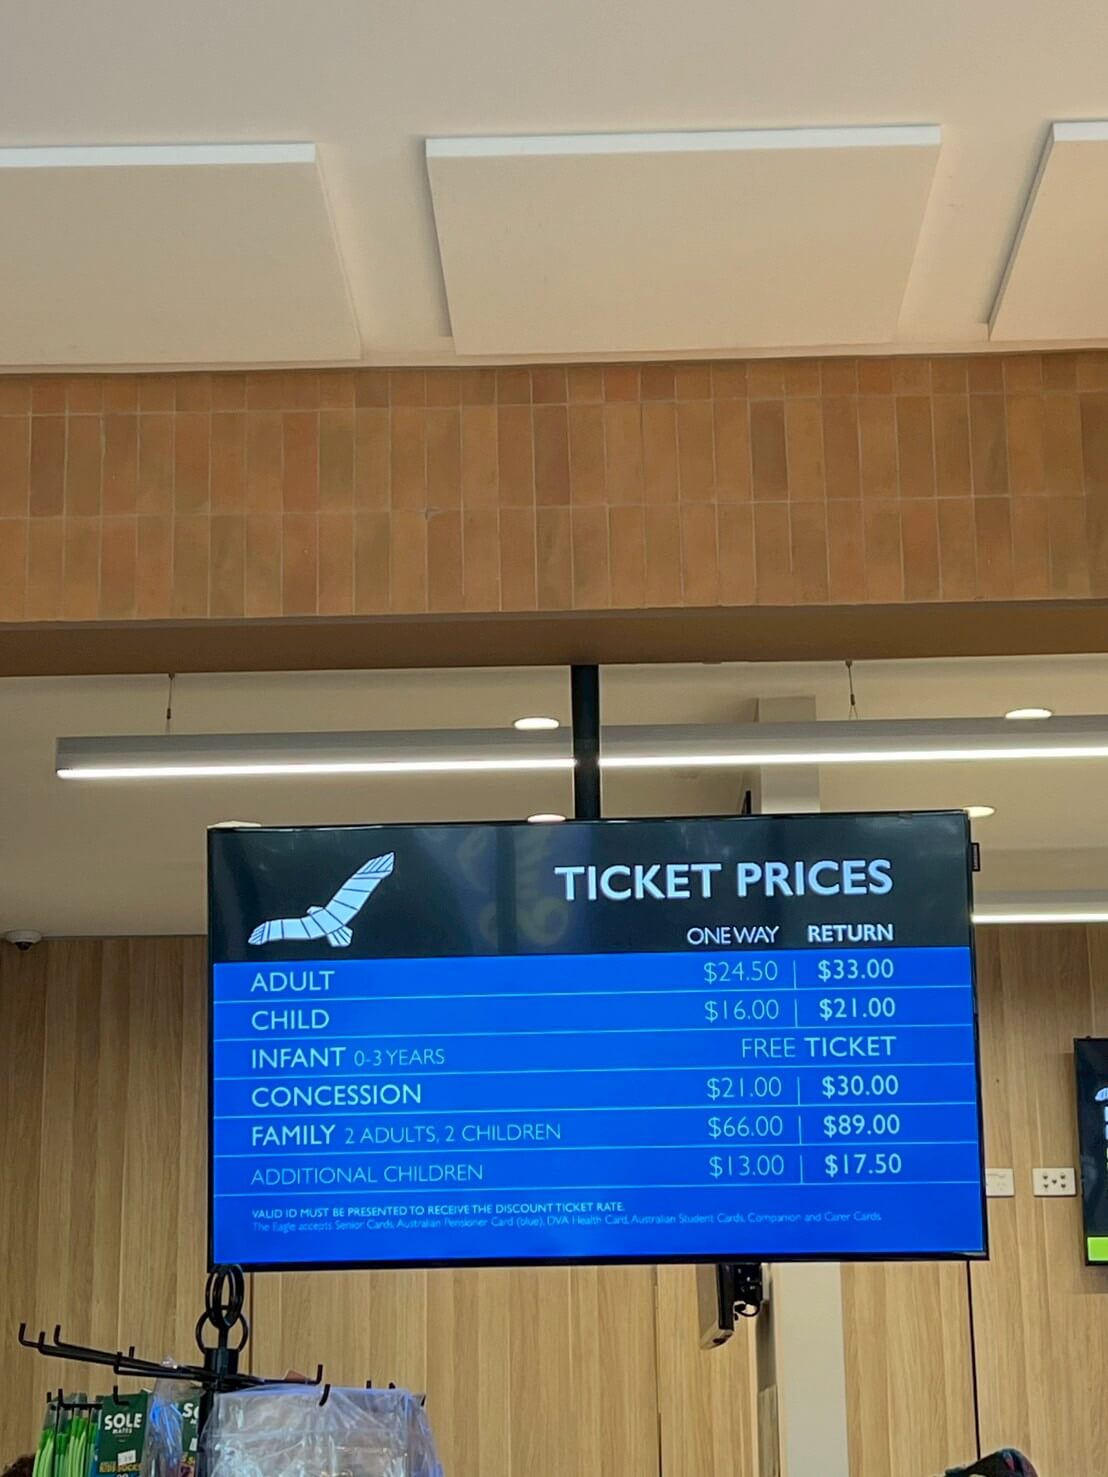 TICKET PRICES
ONE WAY RETURN
ADULT $24.50 $33.00
CHILD $16.00 $21.00
INFANT 0-3 YEARS FREE TICKET
CONCESSION $21.00 $30.00
FAMILY 2 ADULTS, 2 CHILDREN $66.00 $89.00
ADDITIONAL CHILDREN $13.00 $17.50
VALID ID MUST BE PRESENTED TO RECEIVE THE DISCOUNT TICKET RATE.
The Eagle accepts Senior Cards, Australian Pensioner Card (blue), DVA Health Card, Australian Student Cards, Companion and Carer Cards.
SOLE
MATES